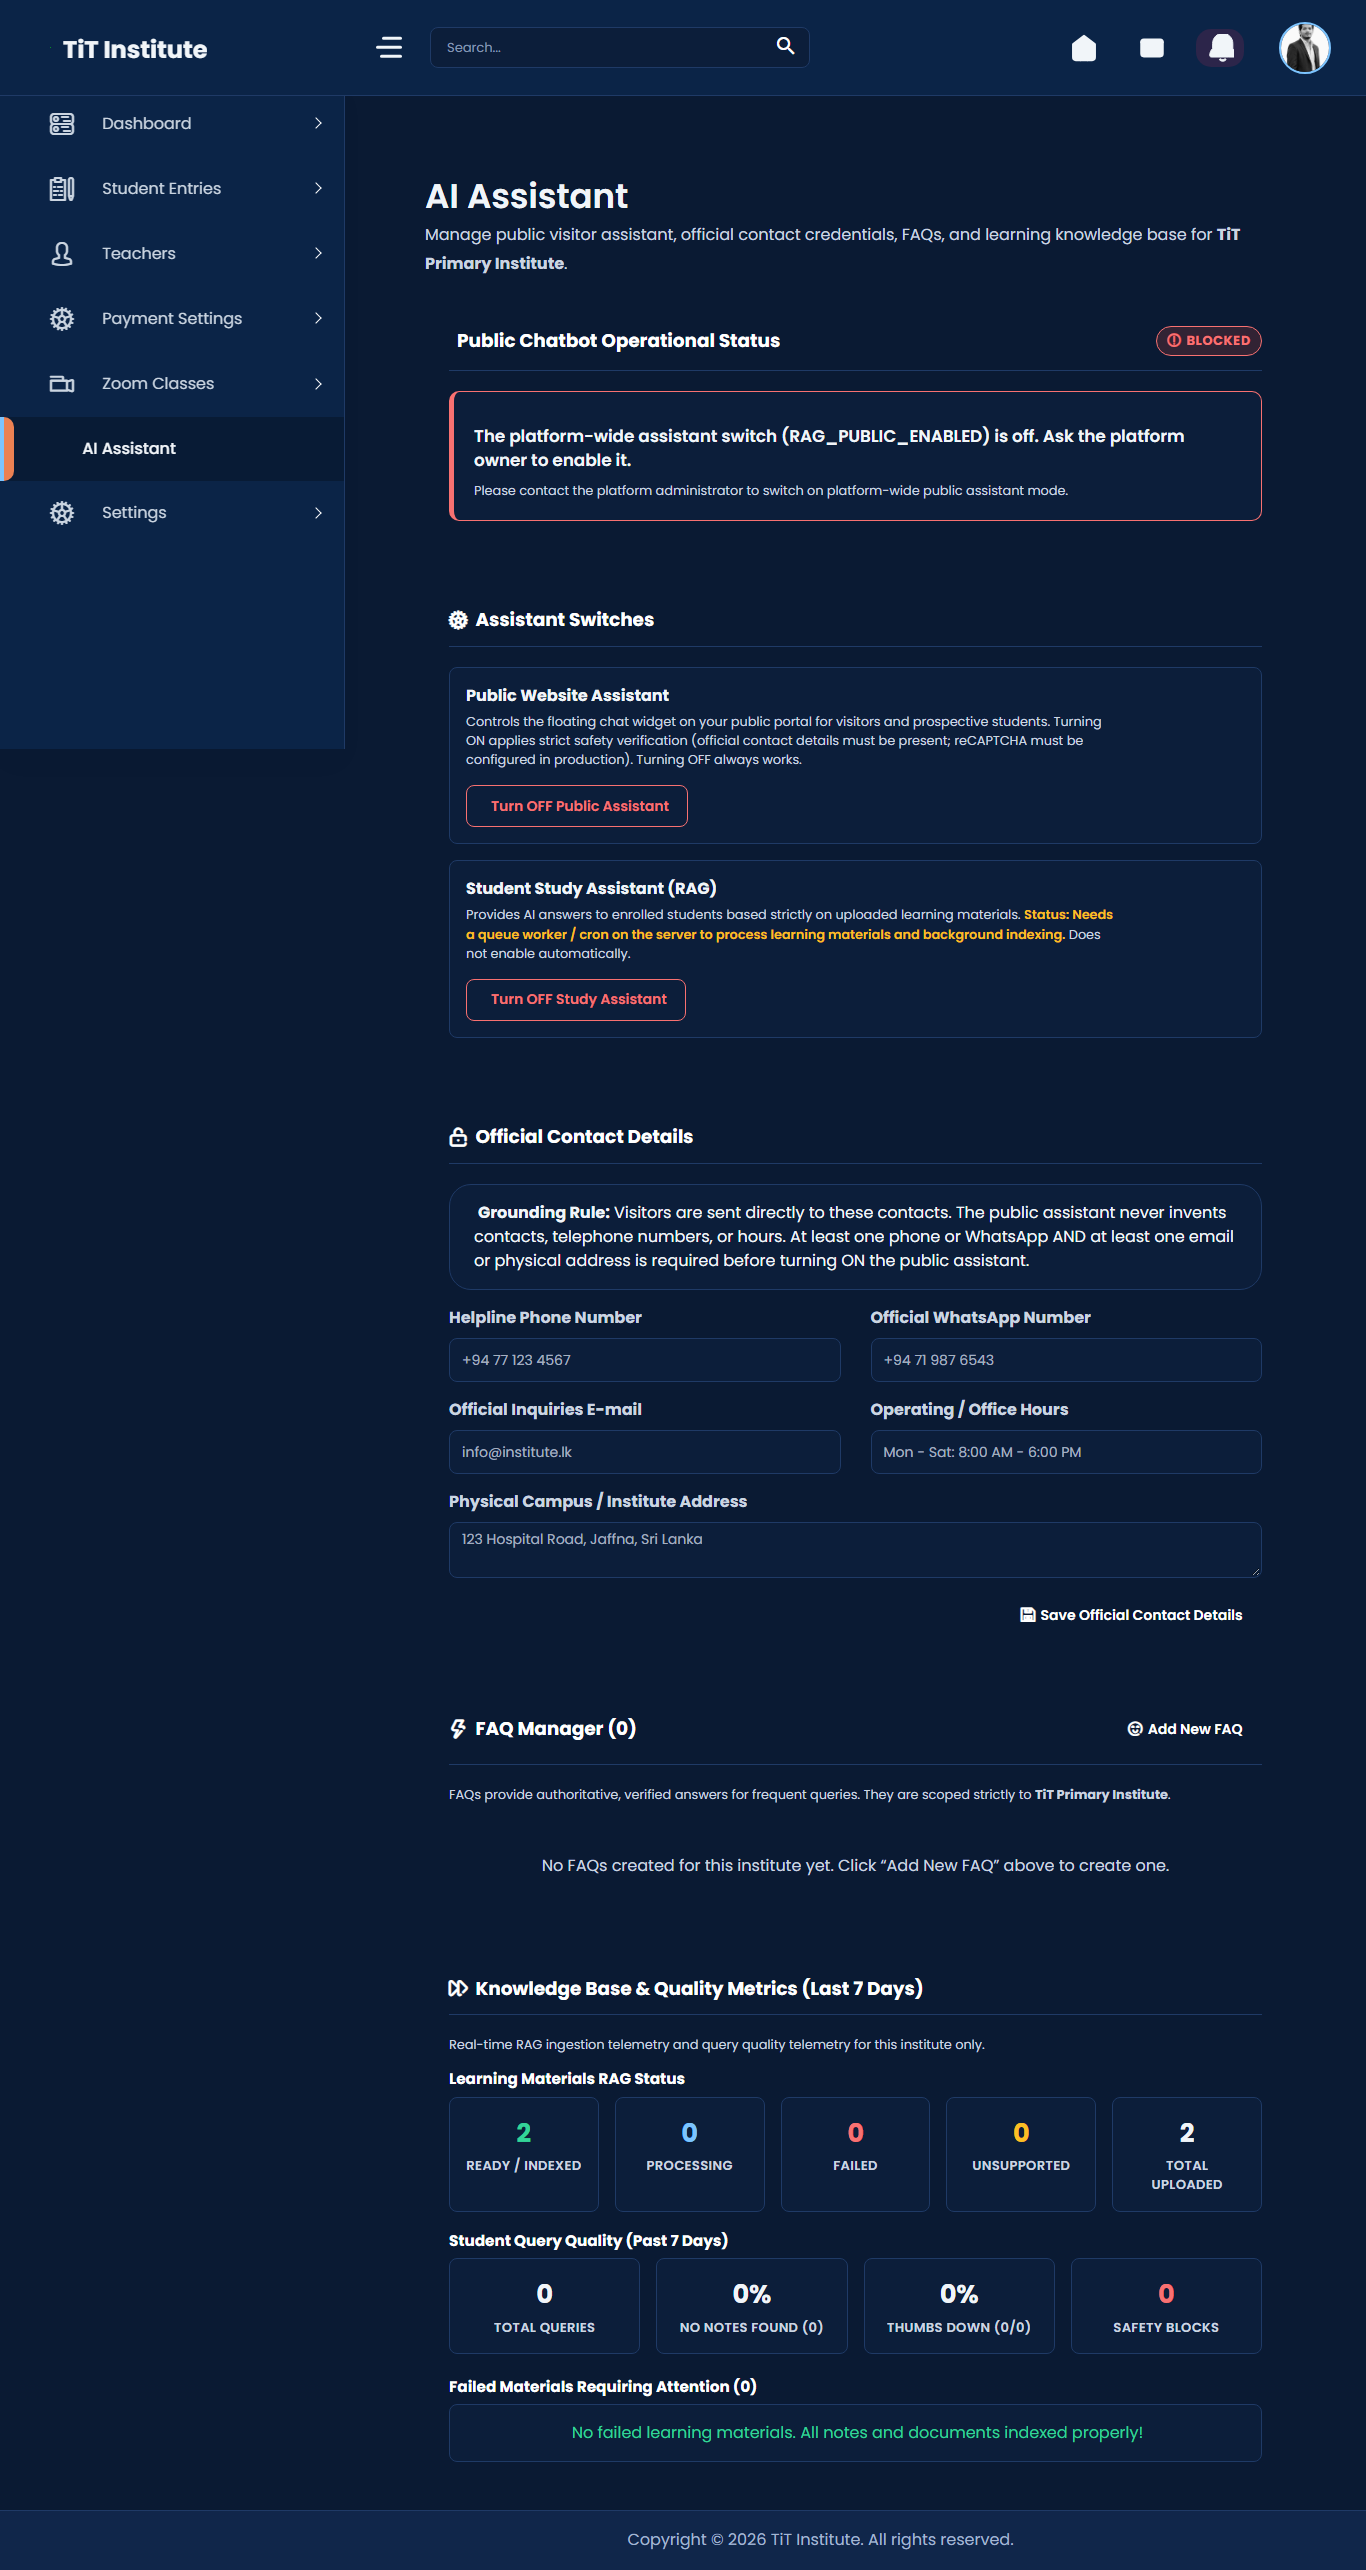 TiT Institute
Search...
Dashboard
Student Entries
Teachers
Payment Settings
Zoom Classes
AI Assistant
Settings
AI Assistant
Manage public visitor assistant, official contact credentials, FAQs, and learning knowledge base for TiT
Primary Institute.
Public Chatbot Operational Status
BLOCKED
The platform-wide assistant switch (RAG_PUBLIC_ENABLED) is off. Ask the platform
owner to enable it.
Please contact the platform administrator to switch on platform-wide public assistant mode.
Assistant Switches
Public Website Assistant
Controls the floating chat widget on your public portal for visitors and prospective students. Turning
ON applies strict safety verification (official contact details must be present; reCAPTCHA must be
configured in production). Turning OFF always works.
Turn OFF Public Assistant
Student Study Assistant (RAG)
Provides AI answers to enrolled students based strictly on uploaded learning materials. Status: Needs
a queue worker / cron on the server to process learning materials and background indexing. Does
not enable automatically.
Turn OFF Study Assistant
Official Contact Details
Grounding Rule: Visitors are sent directly to these contacts. The public assistant never invents
contacts, telephone numbers, or hours. At least one phone or WhatsApp AND at least one email
or physical address is required before turning ON the public assistant.
Helpline Phone Number
+94 77 123 4567
Official WhatsApp Number
+94 71 987 6543
Official Inquiries E-mail
info@institute.lk
Operating / Office Hours
Mon - Sat: 8:00 AM - 6:00 PM
Physical Campus / Institute Address
123 Hospital Road, Jaffna, Sri Lanka
Save Official Contact Details
FAQ Manager (0)
Add New FAQ
FAQs provide authoritative, verified answers for frequent queries. They are scoped strictly to TiT Primary Institute.
No FAQs created for this institute yet. Click “Add New FAQ” above to create one.
Knowledge Base & Quality Metrics (Last 7 Days)
Real-time RAG ingestion telemetry and query quality telemetry for this institute only.
Learning Materials RAG Status
2
READY / INDEXED
0
PROCESSING
0
FAILED
0
UNSUPPORTED
2
TOTAL
UPLOADED
Student Query Quality (Past 7 Days)
0
TOTAL QUERIES
0%
NO NOTES FOUND (0)
0%
THUMBS DOWN (0/0)
0
SAFETY BLOCKS
Failed Materials Requiring Attention (0)
No failed learning materials. All notes and documents indexed properly!
Copyright © 2026 TiT Institute. All rights reserved.